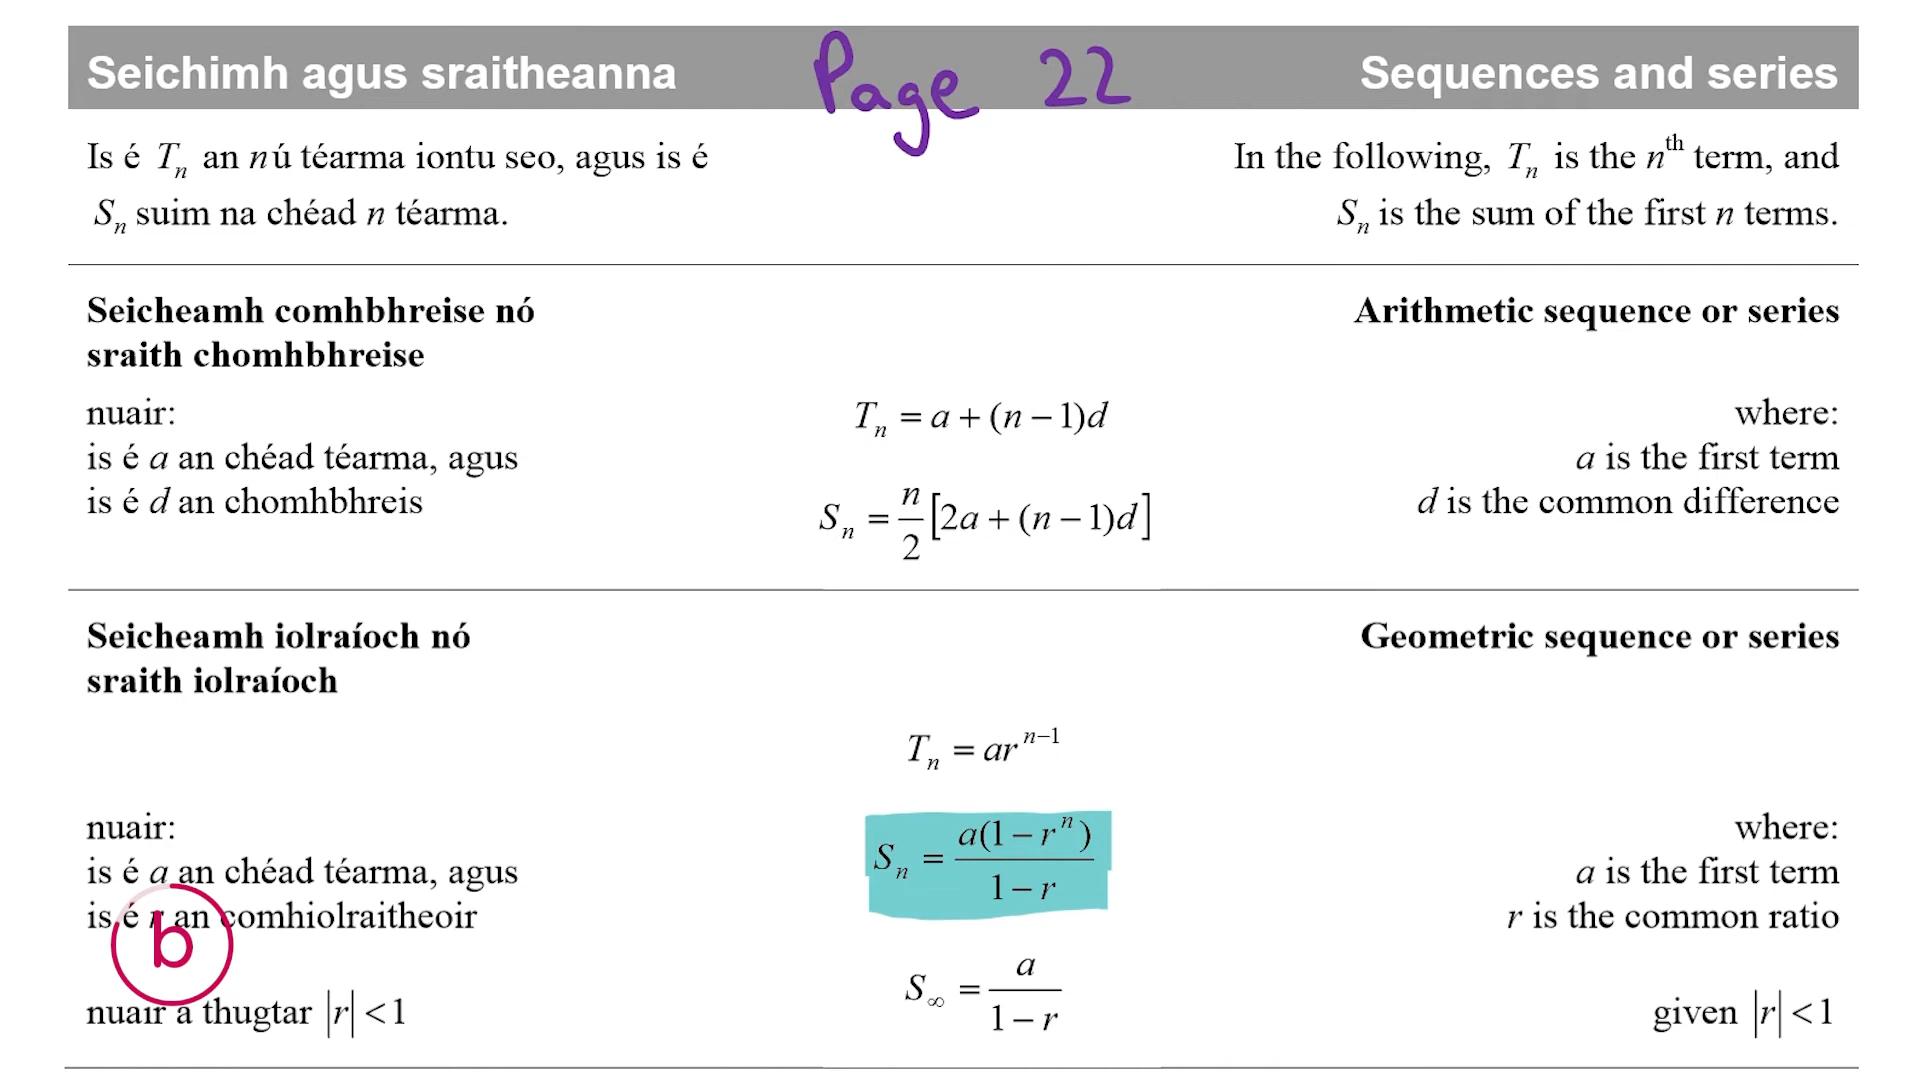 Seichimh agus sraitheanna Page 22 Sequences and series
Is é Tₙ an nú téarma iontu seo, agus is é
Sₙ suim na chéad n téarma.
In the following, Tₙ is the nᵗʰ term, and
Sₙ is the sum of the first n terms.
Seicheamh comhbhreise nó
sraith chomhbhreise
Arithmetic sequence or series
nuair:
is é a an chéad téarma, agus
is é d an chomhbhreis
Tₙ = a + (n − 1)d
Sₙ = n/2 [2a + (n − 1)d]
where:
a is the first term
d is the common difference
Seicheamh iolraíoch nó
sraith iolraíoch
Geometric sequence or series
Tₙ = arⁿ⁻¹
nuair:
is é a an chéad téarma, agus
is é r an comhiolraitheoir
b
Sₙ = a(1 − rⁿ) / 1 − r
where:
a is the first term
r is the common ratio
nuair a thugtar |r| < 1
S∞ = a / 1 − r
given |r| < 1